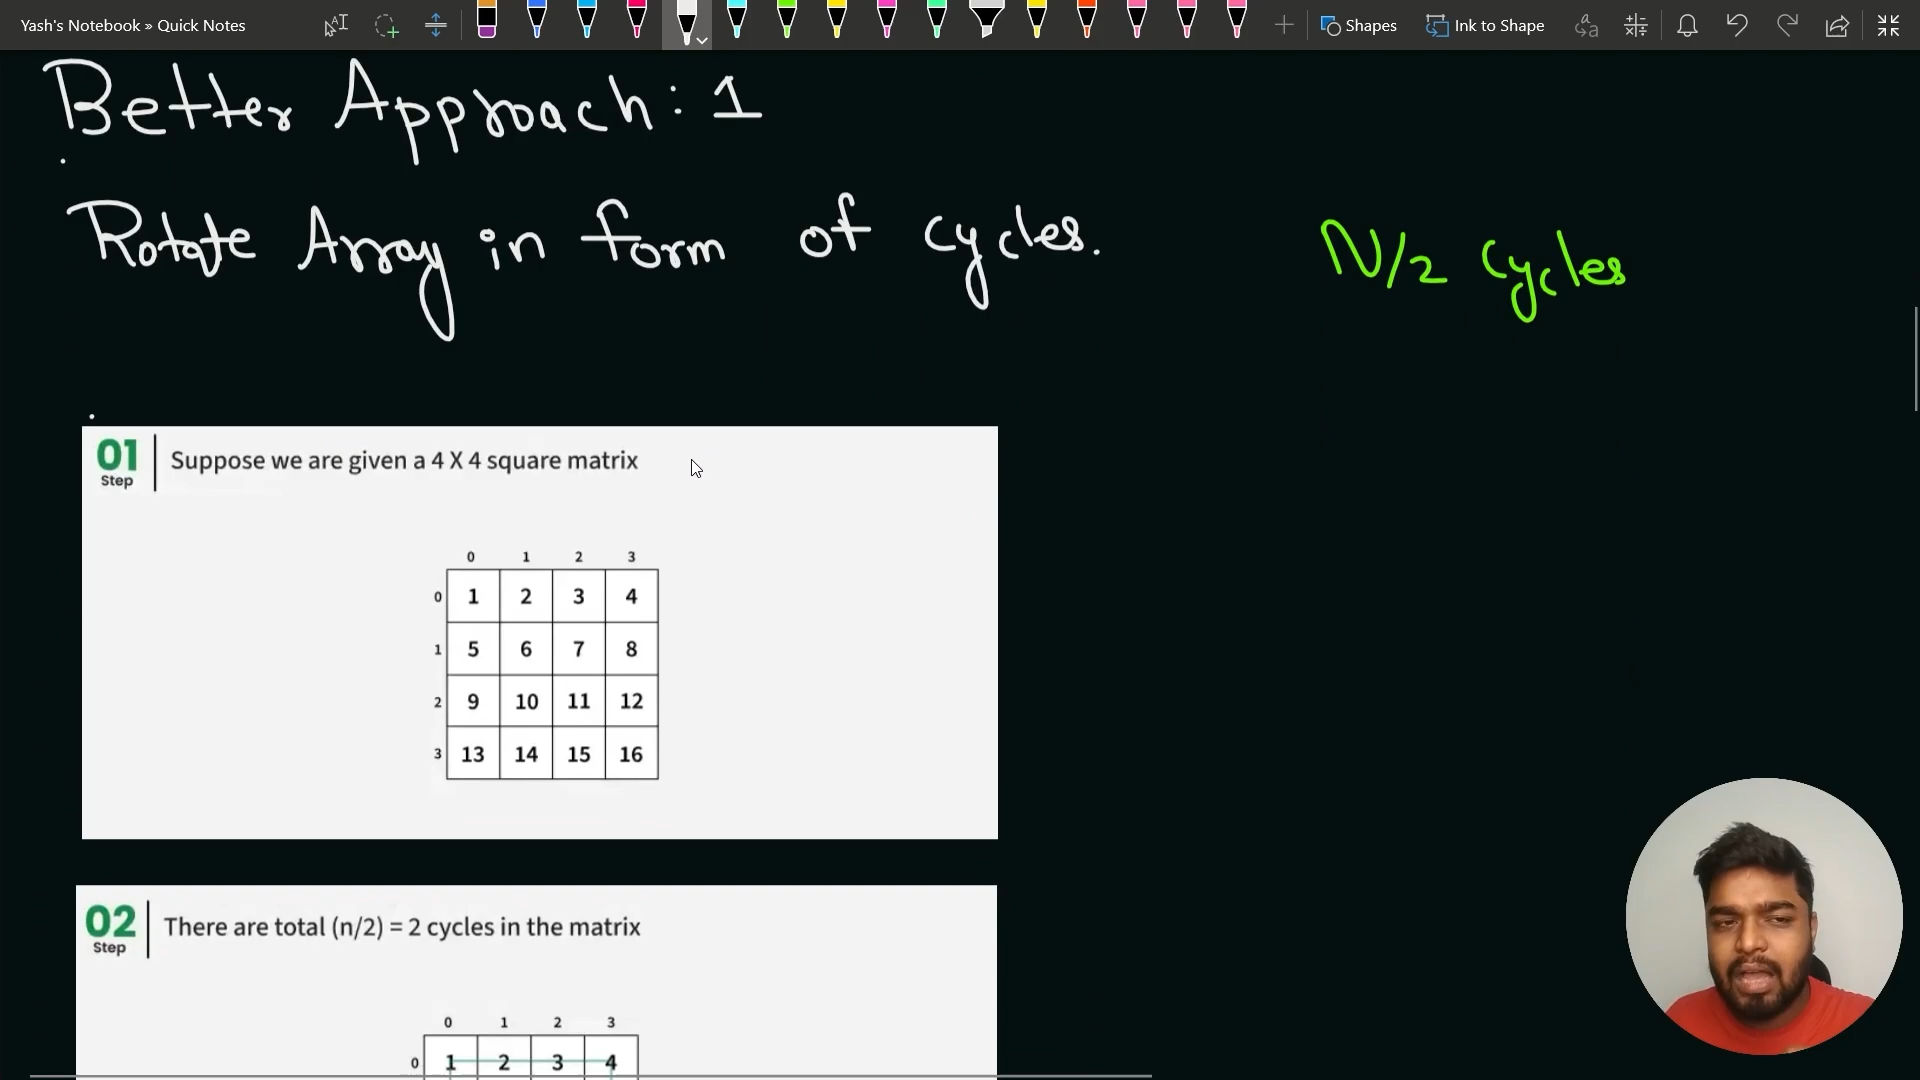 Yash's Notebook » Quick Notes
Shapes
Ink to Shape
Better Approach: 1
Rotate Array in form of cycles.
N/2 cycles
01
Step
Suppose we are given a 4 X 4 square matrix
0 1 2 3
0 1 2 3 4
1 5 6 7 8
2 9 10 11 12
3 13 14 15 16
02
Step
There are total (n/2) = 2 cycles in the matrix
0 1 2 3
0 1 2 3 4